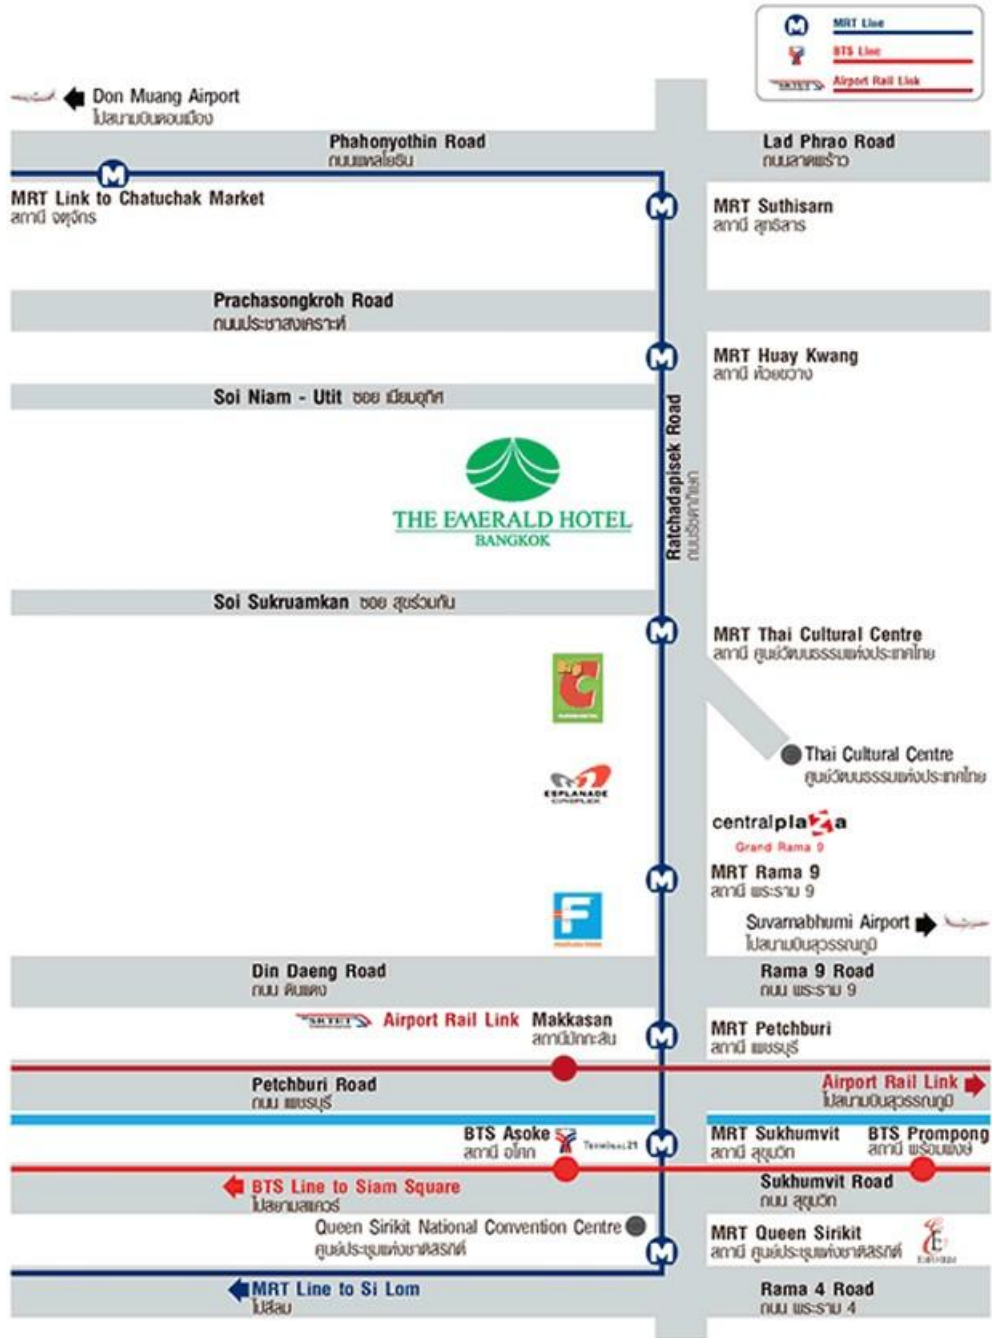 MRT Line
BTS Line
SRTET Airport Rail Link
Don Muang Airport
ไปสนามบินดอนเมือง
Phahonyothin Road
ถนนพหลโยธิน
Lad Phrao Road
ถนนลาดพร้าว
M
MRT Link to Chatuchak Market
สถานี จตุจักร
M
MRT Suthisarn
สถานี สุทธิสาร
Prachasongkroh Road
ถนนประชาสงเคราะห์
M
MRT Huay Kwang
สถานี ห้วยขวาง
Soi Niam - Utit ซอย เนียมอุทิศ
Ratchadapisek Road
ถนนรัชดาภิเษก
THE EMERALD HOTEL
BANGKOK
Soi Sukruamkan ซอย สุขร่วมกัน
M
MRT Thai Cultural Centre
สถานี ศูนย์วัฒนธรรมแห่งประเทศไทย
Big C
Thai Cultural Centre
ศูนย์วัฒนธรรมแห่งประเทศไทย
ESPLANADE
CINEPLEX
centralplaza
Grand Rama 9
M
MRT Rama 9
สถานี พระราม 9
F
Suvarnabhumi Airport
ไปสนามบินสุวรรณภูมิ
Din Daeng Road
ถนน ดินแดง
Rama 9 Road
ถนน พระราม 9
SRTET Airport Rail Link Makkasan
สถานีมักกะสัน
M
MRT Petchburi
สถานี เพชรบุรี
Petchburi Road
ถนน เพชรบุรี
Airport Rail Link
ไปสนามบินสุวรรณภูมิ
BTS Asoke
สถานี อโศก
TERMINAL 21
M
MRT Sukhumvit
สถานี สุขุมวิท
BTS Prompong
สถานี พร้อมพงษ์
BTS Line to Siam Square
ไปสยามสแควร์
Sukhumvit Road
ถนน สุขุมวิท
Queen Sirikit National Convention Centre
ศูนย์ประชุมแห่งชาติสิริกิติ์
M
MRT Queen Sirikit
สถานี ศูนย์ประชุมแห่งชาติสิริกิติ์
MRT Line to Si Lom
ไปสีลม
Rama 4 Road
ถนน พระราม 4